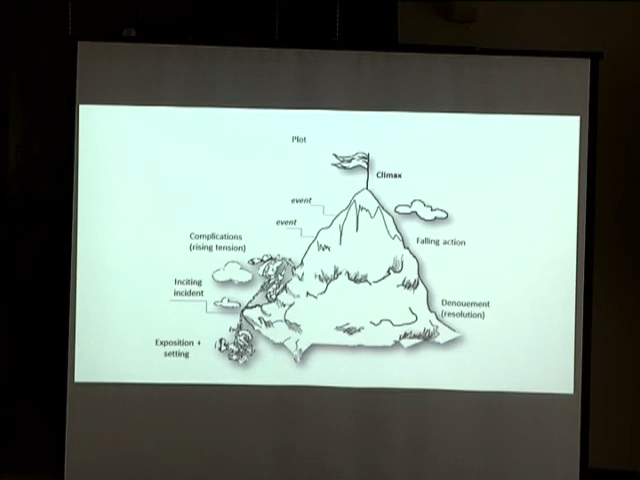 Plot
Climax
event
event
Complications
(rising tension)
Falling action
Inciting
incident
Denouement
(resolution)
Exposition +
setting